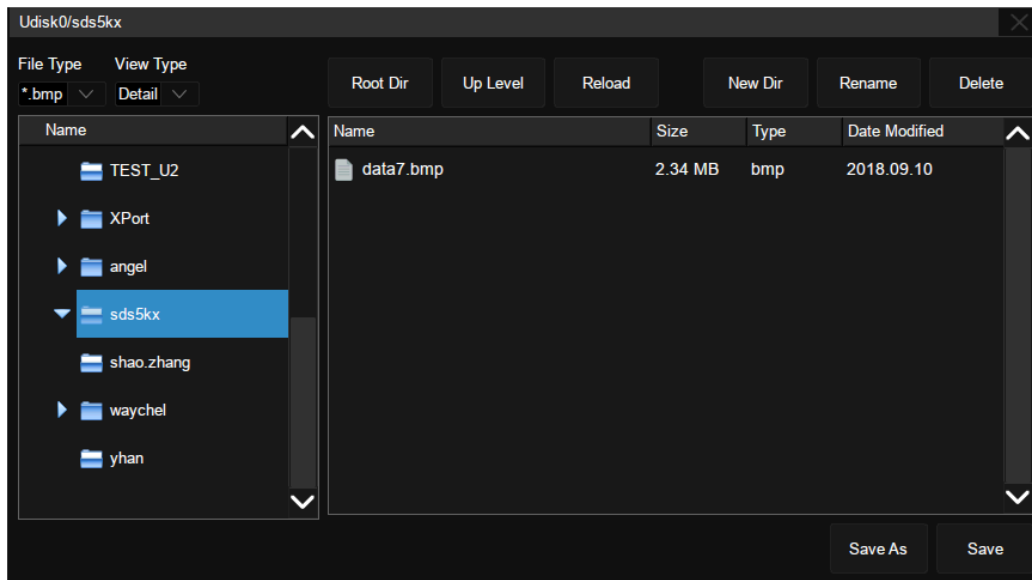 Udisk0/sds5kx
File Type View Type
*.bmp Detail
Root Dir Up Level Reload New Dir Rename Delete
Name
TEST_U2
XPort
angel
sds5kx
shao.zhang
waychel
yhan
Name Size Type Date Modified
data7.bmp 2.34 MB bmp 2018.09.10
Save As Save